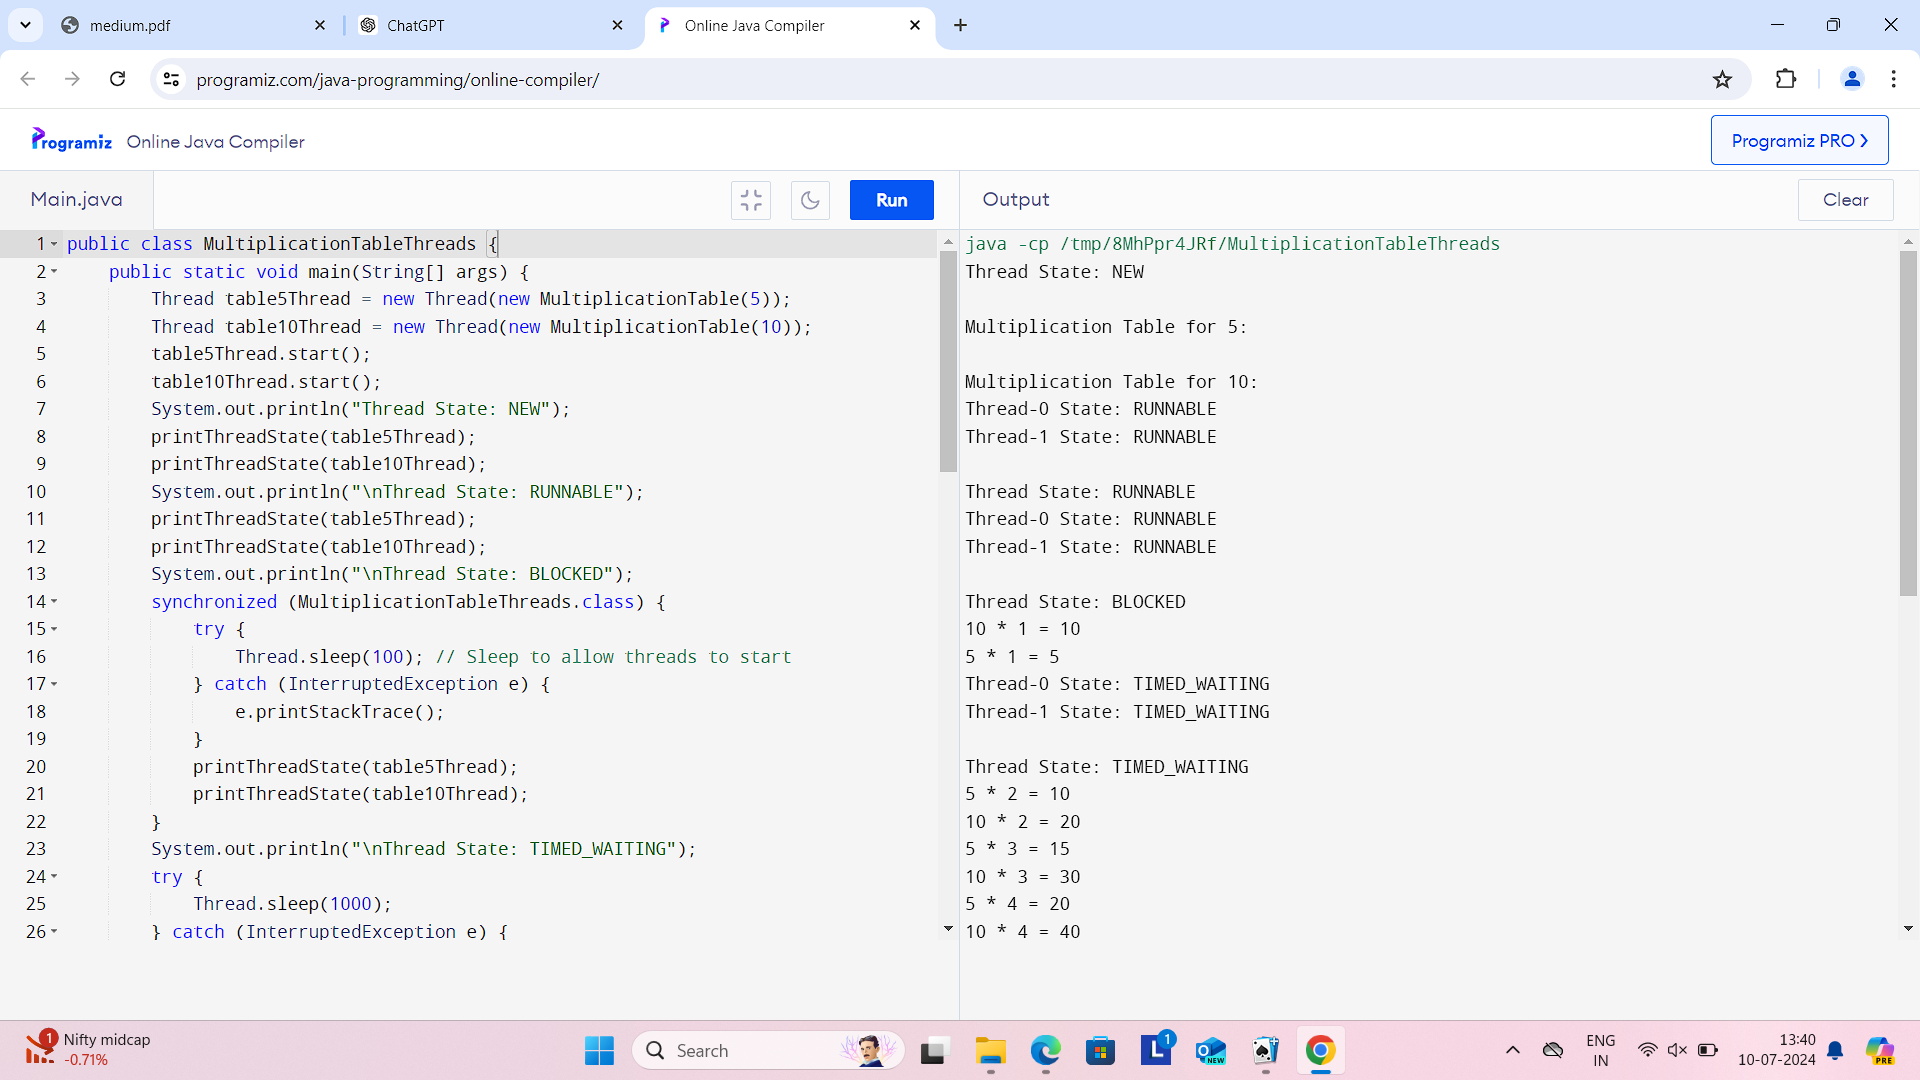 medium.pdf
ChatGPT
Online Java Compiler
programiz.com/java-programming/online-compiler/
Programiz Online Java Compiler
Programiz PRO
Main.java
Run
Output
Clear
1 public class MultiplicationTableThreads {
2 public static void main(String[] args) {
3 Thread table5Thread = new Thread(new MultiplicationTable(5));
4 Thread table10Thread = new Thread(new MultiplicationTable(10));
5 table5Thread.start();
6 table10Thread.start();
7 System.out.println("Thread State: NEW");
8 printThreadState(table5Thread);
9 printThreadState(table10Thread);
10 System.out.println("\nThread State: RUNNABLE");
11 printThreadState(table5Thread);
12 printThreadState(table10Thread);
13 System.out.println("\nThread State: BLOCKED");
14 synchronized (MultiplicationTableThreads.class) {
15 try {
16 Thread.sleep(100); // Sleep to allow threads to start
17 } catch (InterruptedException e) {
18 e.printStackTrace();
19 }
20 printThreadState(table5Thread);
21 printThreadState(table10Thread);
22 }
23 System.out.println("\nThread State: TIMED_WAITING");
24 try {
25 Thread.sleep(1000);
26 } catch (InterruptedException e) {
java -cp /tmp/8MhPpr4JRf/MultiplicationTableThreads
Thread State: NEW
Multiplication Table for 5:
Multiplication Table for 10:
Thread-0 State: RUNNABLE
Thread-1 State: RUNNABLE
Thread State: RUNNABLE
Thread-0 State: RUNNABLE
Thread-1 State: RUNNABLE
Thread State: BLOCKED
10 * 1 = 10
5 * 1 = 5
Thread-0 State: TIMED_WAITING
Thread-1 State: TIMED_WAITING
Thread State: TIMED_WAITING
5 * 2 = 10
10 * 2 = 20
5 * 3 = 15
10 * 3 = 30
5 * 4 = 20
10 * 4 = 40
1
Nifty midcap
-0.71%
Search
L
1
NEW
ENG
IN
13:40
10-07-2024
PRE